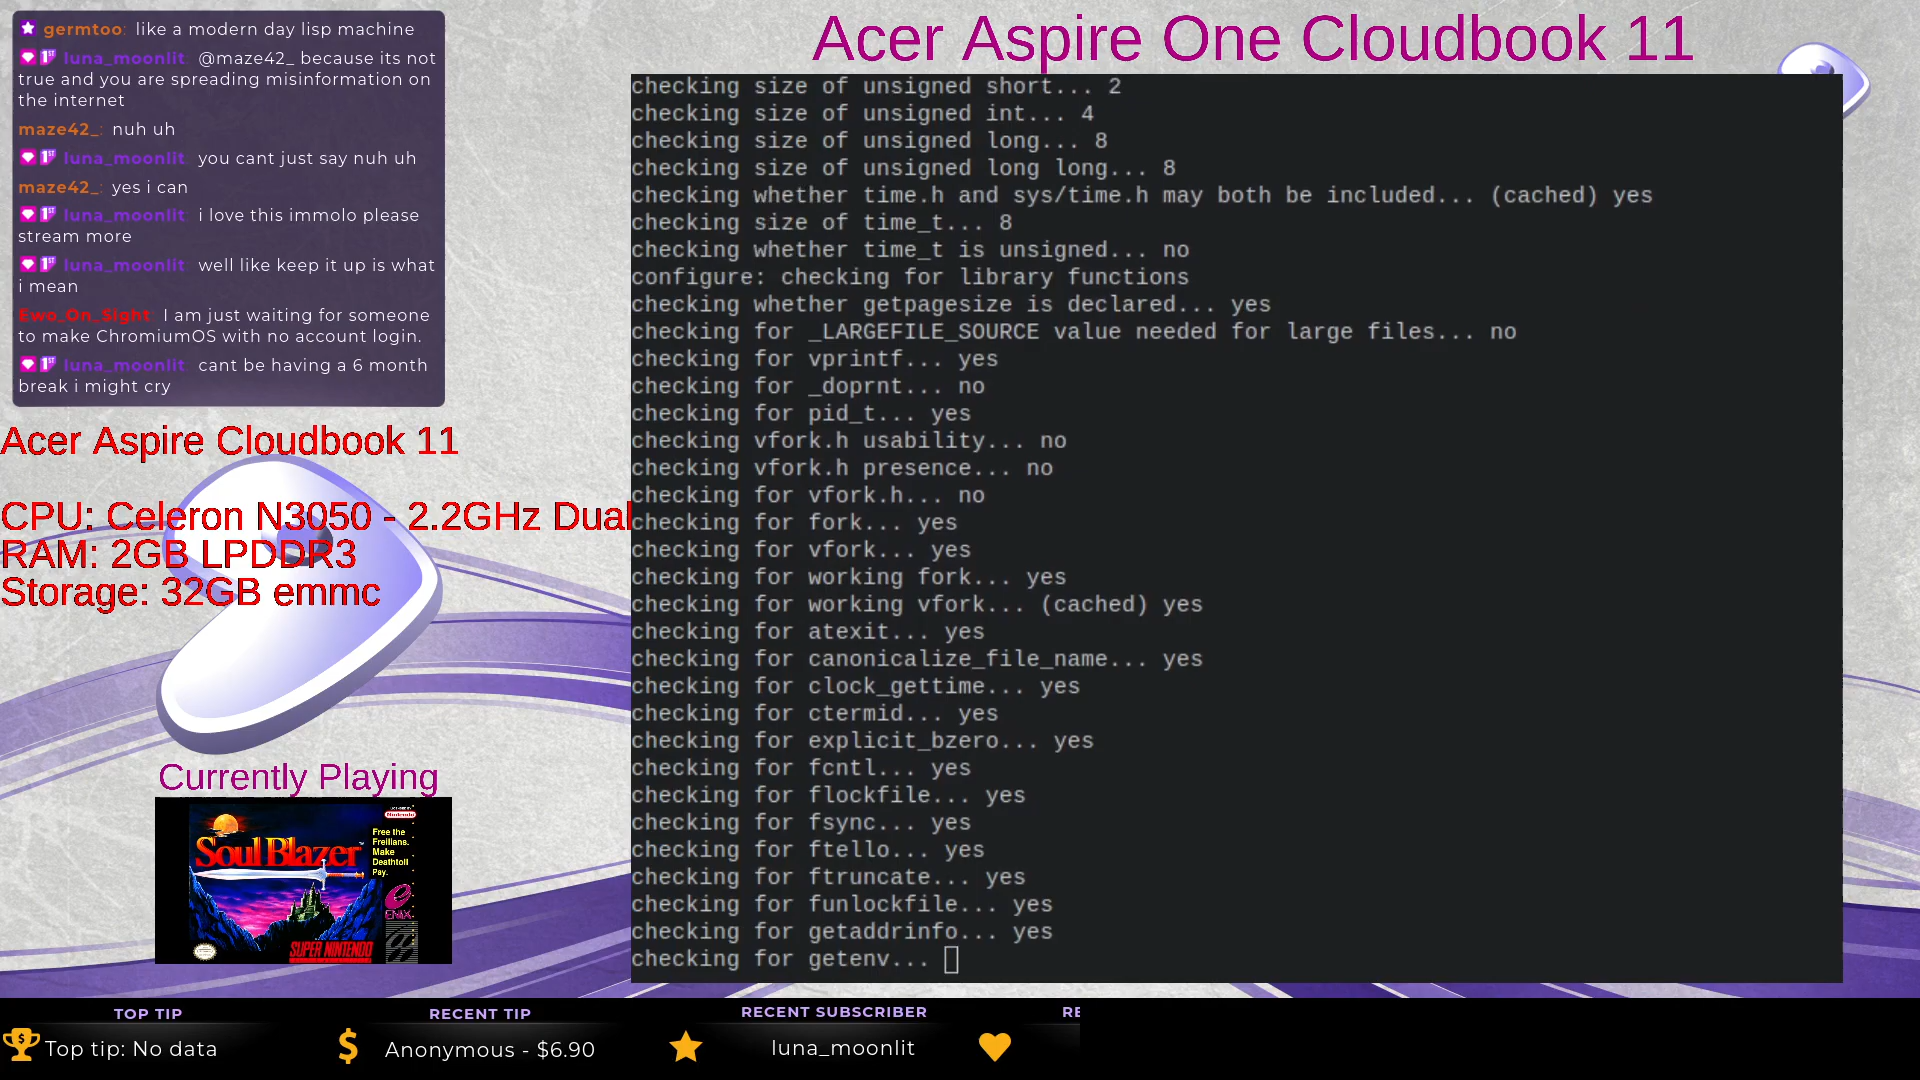 germtoo: like a modern day lisp machine
luna_moonlit: @maze42_ because its not
true and you are spreading misinformation on
the internet
maze42_: nuh uh
luna_moonlit: you cant just say nuh uh
maze42_: yes i can
luna_moonlit: i love this immolo please
stream more
luna_moonlit: well like keep it up is what
i mean
Ewo_On_Sight: I am just waiting for someone
to make ChromiumOS with no account login.
luna_moonlit: cant be having a 6 month
break i might cry
Acer Aspire Cloudbook 11
CPU: Celeron N3050 - 2.2GHz Dual
RAM: 2GB LPDDR3
Storage: 32GB emmc
Currently Playing
Nintendo
Soul Blazer
Free the
Freilians.
Make
Deathtoll
Pay.
ENIX
SUPER NINTENDO
Acer Aspire One Cloudbook 11
checking size of unsigned short... 2
checking size of unsigned int... 4
checking size of unsigned long... 8
checking size of unsigned long long... 8
checking whether time.h and sys/time.h may both be included... (cached) yes
checking size of time_t... 8
checking whether time_t is unsigned... no
configure: checking for library functions
checking whether getpagesize is declared... yes
checking for _LARGEFILE_SOURCE value needed for large files... no
checking for vprintf... yes
checking for _doprnt... no
checking for pid_t... yes
checking vfork.h usability... no
checking vfork.h presence... no
checking for vfork.h... no
checking for fork... yes
checking for vfork... yes
checking for working fork... yes
checking for working vfork... (cached) yes
checking for atexit... yes
checking for canonicalize_file_name... yes
checking for clock_gettime... yes
checking for ctermid... yes
checking for explicit_bzero... yes
checking for fcntl... yes
checking for flockfile... yes
checking for fsync... yes
checking for ftello... yes
checking for ftruncate... yes
checking for funlockfile... yes
checking for getaddrinfo... yes
checking for getenv...
TOP TIP
Top tip: No data
RECENT TIP
Anonymous - $6.90
RECENT SUBSCRIBER
luna_moonlit
RE